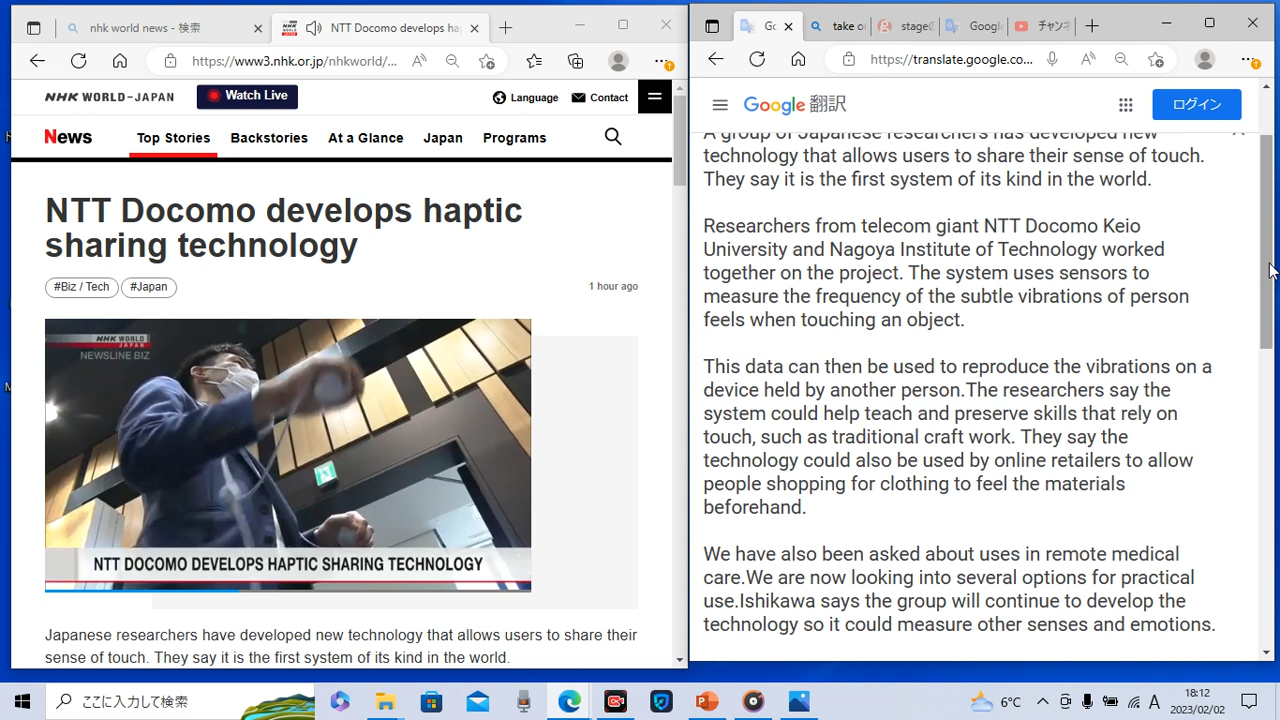 nhk world news - 検索
NTT Docomo develops ha
https://www3.nhk.or.jp/nhkworld/...
NHK WORLD-JAPAN
Watch Live
Language
Contact
News
Top Stories
Backstories
At a Glance
Japan
Programs
NTT Docomo develops haptic
sharing technology
#Biz / Tech
#Japan
1 hour ago
NHK WORLD
JAPAN
NEWSLINE BIZ
NTT DOCOMO DEVELOPS HAPTIC SHARING TECHNOLOGY
Japanese researchers have developed new technology that allows users to share their
sense of touch. They say it is the first system of its kind in the world.
Go
take o
stage
Googl
チャンネ
https://translate.google.co...
Google 翻訳
ログイン
A group of Japanese researchers has developed new
technology that allows users to share their sense of touch.
They say it is the first system of its kind in the world.
Researchers from telecom giant NTT Docomo Keio
University and Nagoya Institute of Technology worked
together on the project. The system uses sensors to
measure the frequency of the subtle vibrations of person
feels when touching an object.
This data can then be used to reproduce the vibrations on a
device held by another person.The researchers say the
system could help teach and preserve skills that rely on
touch, such as traditional craft work. They say the
technology could also be used by online retailers to allow
people shopping for clothing to feel the materials
beforehand.
We have also been asked about uses in remote medical
care.We are now looking into several options for practical
use.Ishikawa says the group will continue to develop the
technology so it could measure other senses and emotions.
ここに入力して検索
6°C
A
18:12
2023/02/02